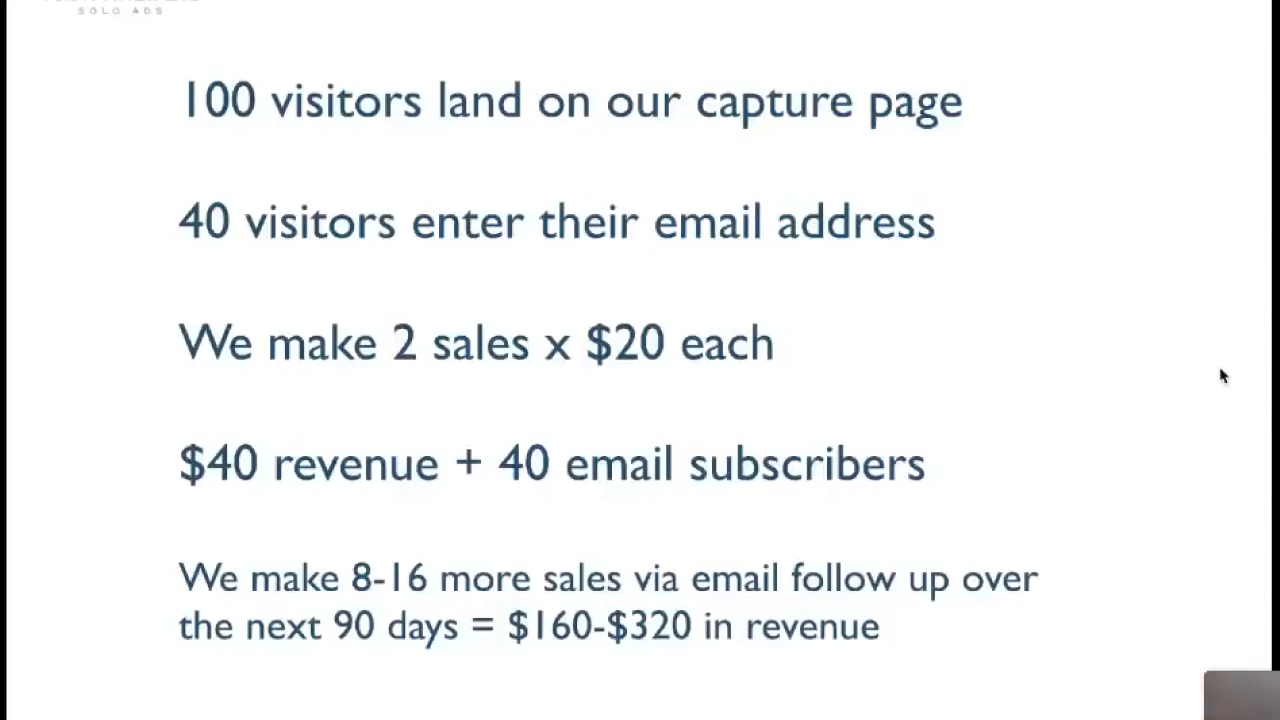 SOLO ADS
100 visitors land on our capture page
40 visitors enter their email address
We make 2 sales x $20 each
$40 revenue + 40 email subscribers
We make 8-16 more sales via email follow up over
the next 90 days = $160-$320 in revenue